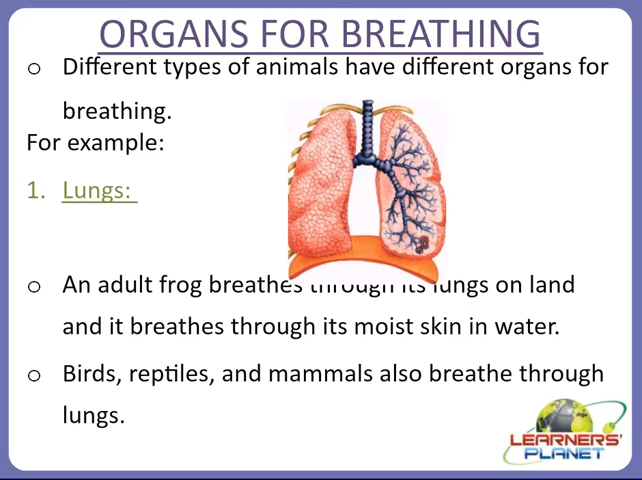 ORGANS FOR BREATHING
o Different types of animals have different organs for
breathing.
For example:
1. Lungs:
o An adult frog breathes through its lungs on land
and it breathes through its moist skin in water.
o Birds, reptiles, and mammals also breathe through
lungs.
LEARNERS'
PLANET